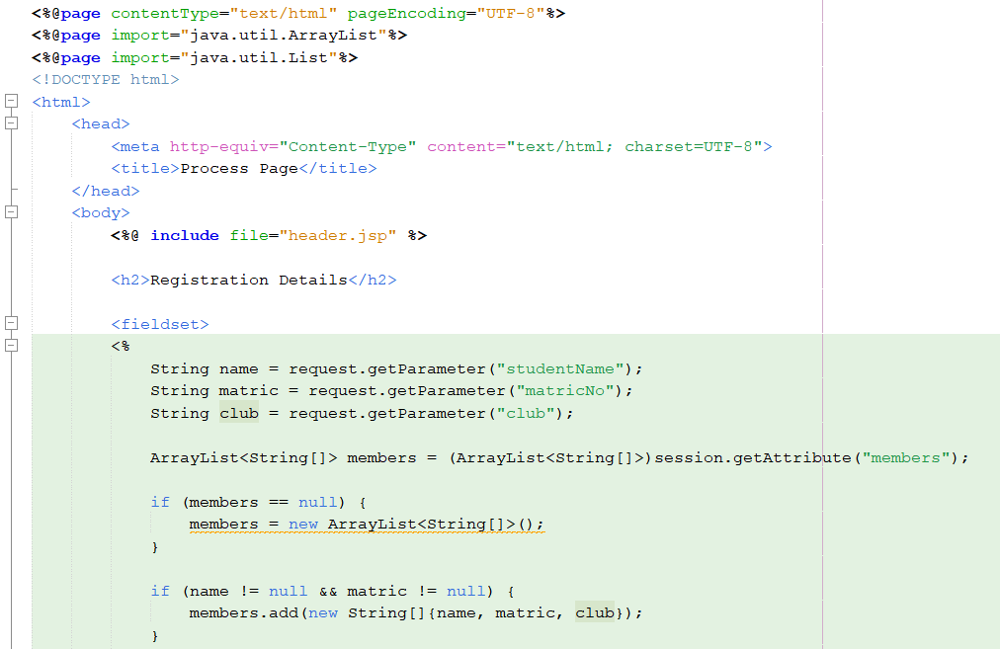 <%@page contentType="text/html" pageEncoding="UTF-8"%>
<%@page import="java.util.ArrayList"%>
<%@page import="java.util.List"%>
<!DOCTYPE html>
<html>
<head>
<meta http-equiv="Content-Type" content="text/html; charset=UTF-8">
<title>Process Page</title>
</head>
<body>
<%@ include file="header.jsp" %>
<h2>Registration Details</h2>
<fieldset>
<%
String name = request.getParameter("studentName");
String matric = request.getParameter("matricNo");
String club = request.getParameter("club");
ArrayList<String[]> members = (ArrayList<String[]>)session.getAttribute("members");
if (members == null) {
members = new ArrayList<String[]>();
}
if (name != null && matric != null) {
members.add(new String[]{name, matric, club});
}